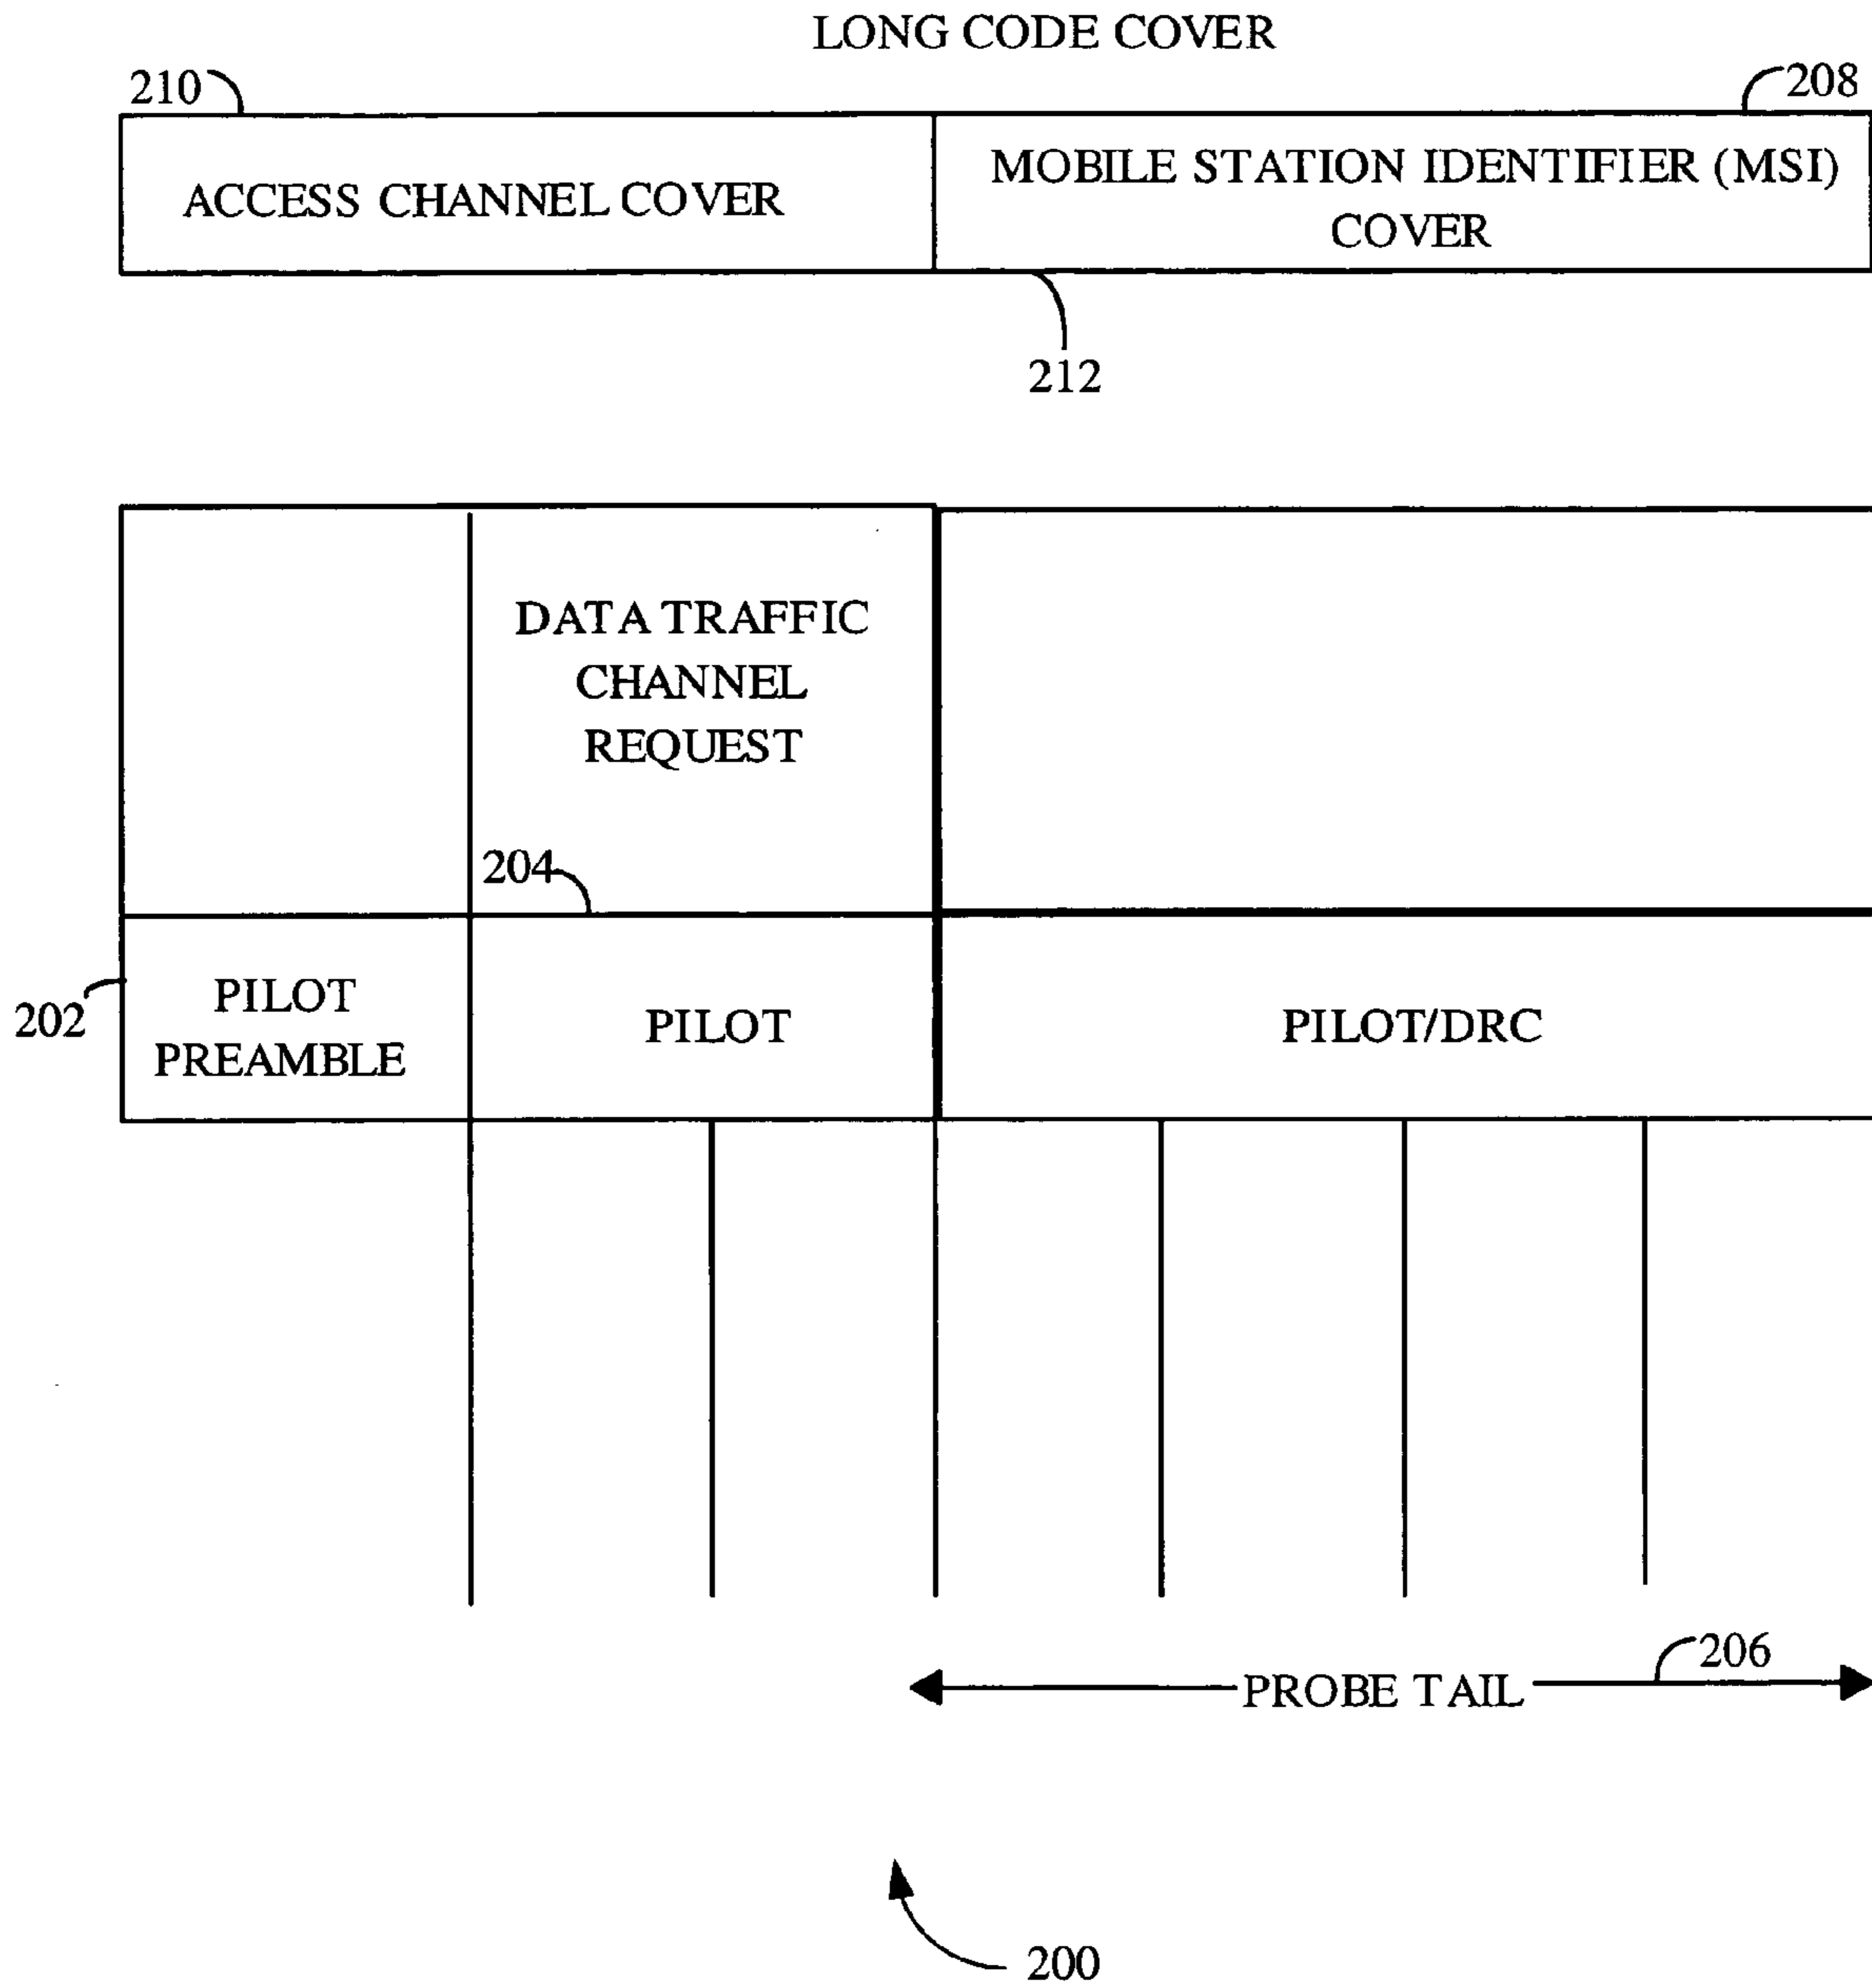 LONG CODE COVER
210
208
ACCESS CHANNEL COVER
MOBILE STATION IDENTIFIER (MSI)
COVER
212
DATA TRAFFIC
CHANNEL
REQUEST
204
202
PILOT
PREAMBLE
PILOT
PILOT/DRC
206
PROBE TAIL
200